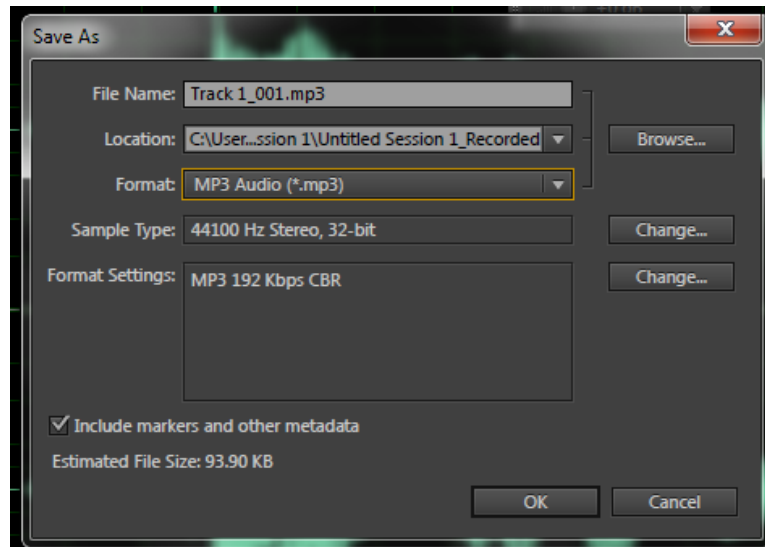 Save As
File Name: Track 1_001.mp3
Location: C:\User...ssion 1\Untitled Session 1_Recorded Browse...
Format: MP3 Audio (*.mp3)
Sample Type: 44100 Hz Stereo, 32-bit Change...
Format Settings: MP3 192 Kbps CBR Change...
Include markers and other metadata
Estimated File Size: 93.90 KB
OK Cancel